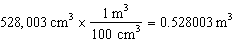 528,003 cm³ × 1 m³ / 100 cm³ = 0.528003 m³